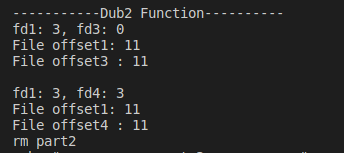 -----------Dub2 Function----------
fd1: 3, fd3: 0
File offset1: 11
File offset3 : 11
fd1: 3, fd4: 3
File offset1: 11
File offset4 : 11
rm part2